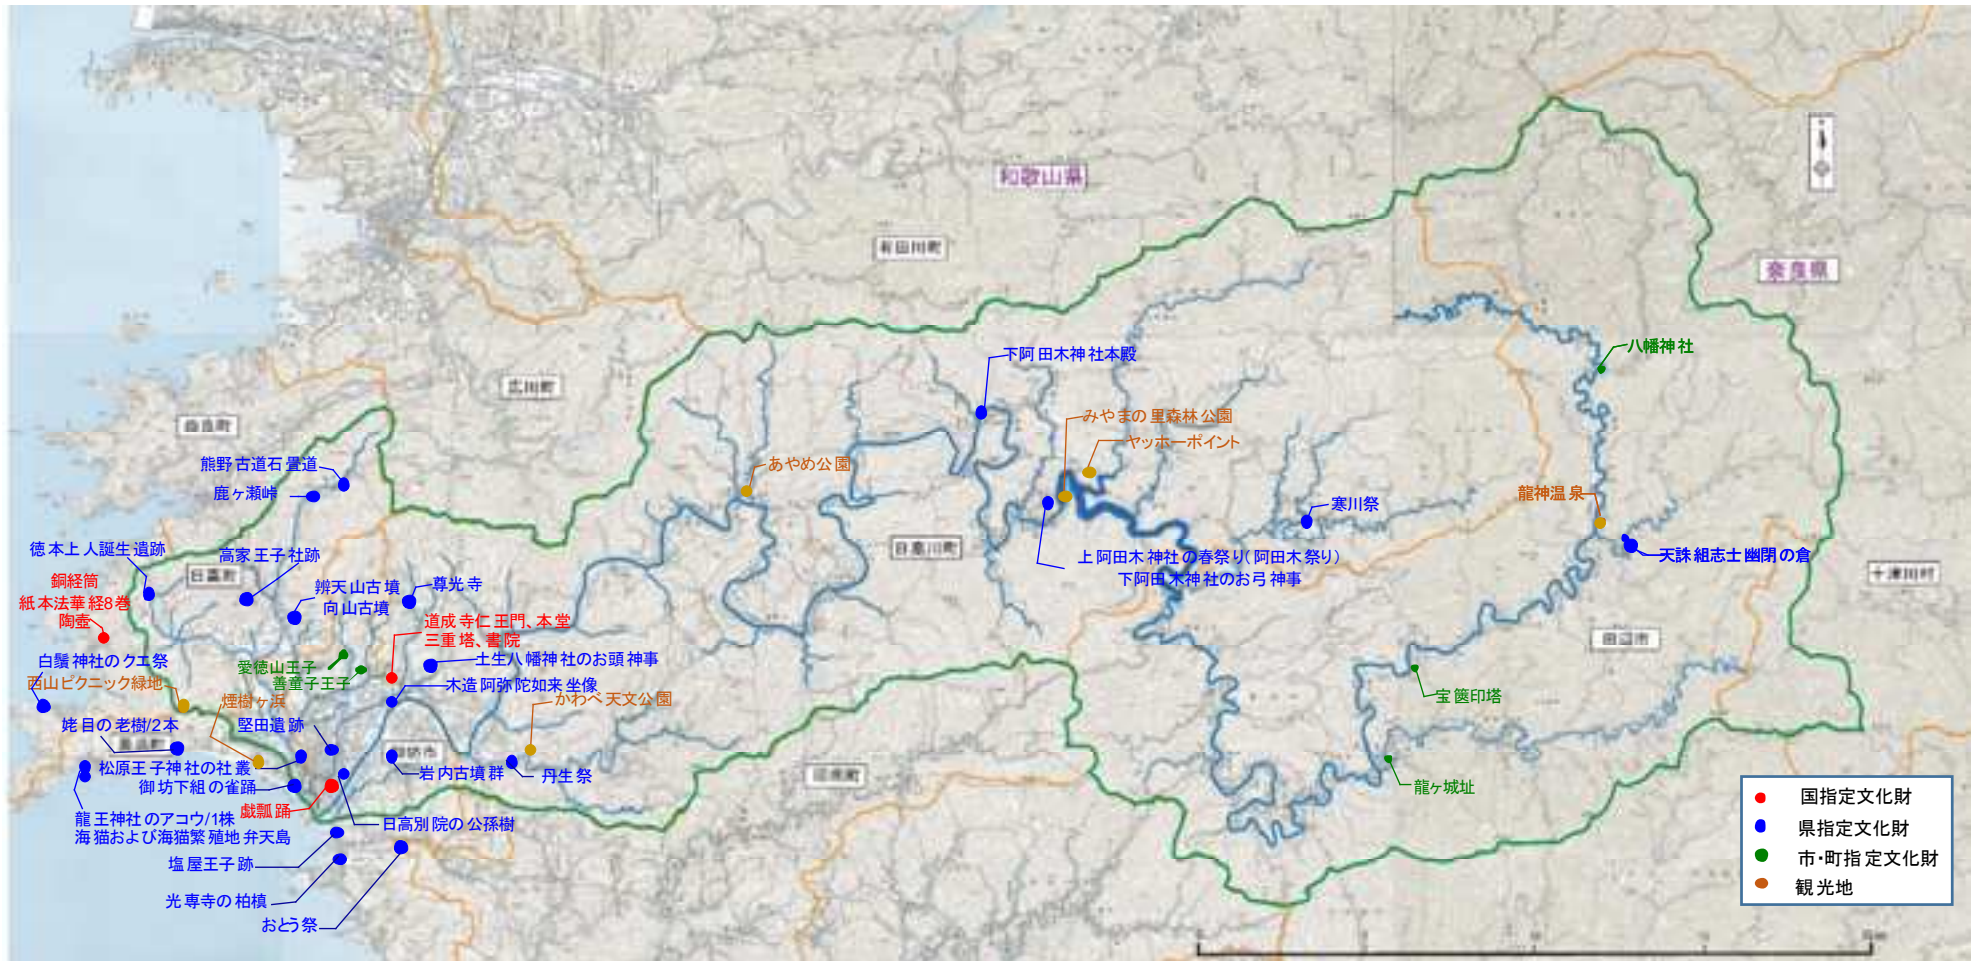 和歌山県
有田川町
奈良県
八幡神社
下阿田木神社本殿
広川町
みやまの里森林公園
由良町
ヤッホーポイント
熊野古道石畳道
あやめ公園
鹿ヶ瀬峠
龍神温泉
寒川祭
徳本上人誕生遺跡
高家王子社跡
日高川町
天誅組志士幽閉の倉
上阿田木神社の春祭り(阿田木祭り)
下阿田木神社のお弓神事
十津川村
日高町
銅経筒
紙本法華経8巻
陶壺
辨天山古墳
向山古墳
尊光寺
道成寺仁王門、本堂
三重塔、書院
田辺市
白鬚神社のクエ祭
愛徳山王子
善童子王子
土生八幡神社のお頭神事
西山ピクニック緑地
木造阿弥陀如来坐像
煙樹ヶ浜
かわべ天文公園
宝篋印塔
姥目の老樹/2本
堅田遺跡
御坊市
松原王子神社の社叢
岩内古墳群
丹生祭
印南町
御坊下組の雀踊
龍ヶ城址
戯瓢踊
龍王神社のアコウ/1株
海猫および海猫繁殖地弁天島
日高別院の公孫樹
塩屋王子跡
光専寺の柏槙
おとう祭
国指定文化財
県指定文化財
市・町指定文化財
観光地